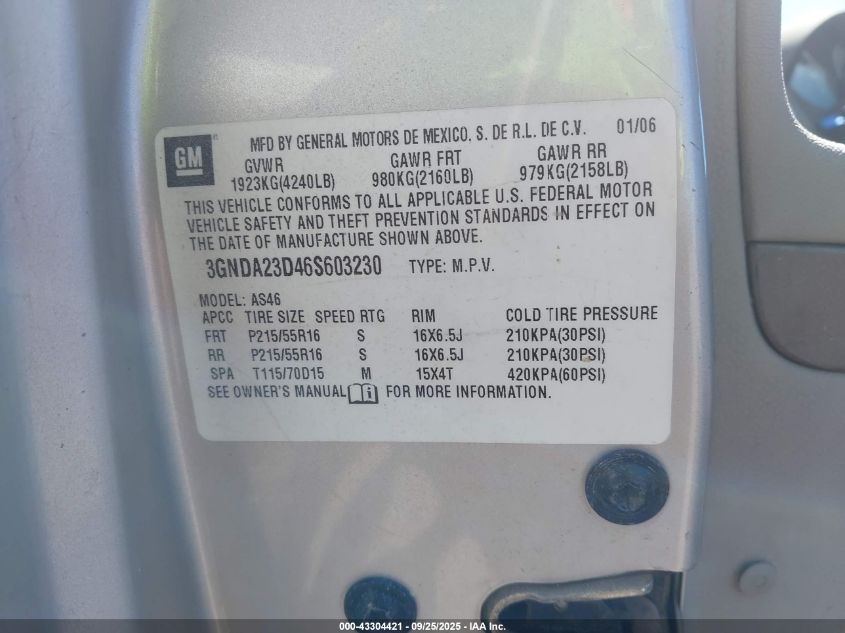 GM
MFD BY GENERAL MOTORS DE MEXICO. S. DE R.L. DE C.V. 01/06
GVWR GAWR FRT GAWR RR
1923KG(4240LB) 980KG(2160LB) 979KG(2158LB)
THIS VEHICLE CONFORMS TO ALL APPLICABLE U.S. FEDERAL MOTOR
VEHICLE SAFETY AND THEFT PREVENTION STANDARDS IN EFFECT ON
THE DATE OF MANUFACTURE SHOWN ABOVE.
3GNDA23D46S603230 TYPE: M.P.V.
MODEL: AS46
APCC TIRE SIZE SPEED RTG RIM COLD TIRE PRESSURE
FRT P215/55R16 S 16X6.5J 210KPA(30PSI)
RR P215/55R16 S 16X6.5J 210KPA(30PSI)
SPA T115/70D15 M 15X4T 420KPA(60PSI)
SEE OWNER'S MANUAL i FOR MORE INFORMATION.
000-43304421 - 09/25/2025 - IAA Inc.